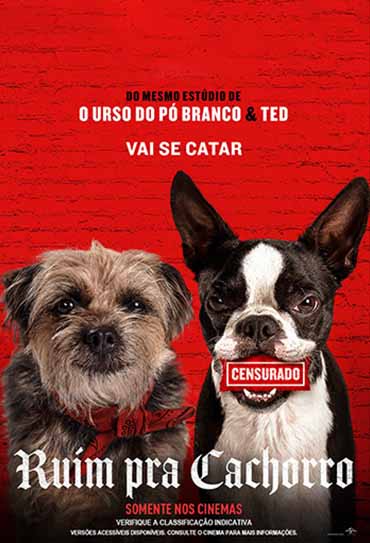 DO MESMO ESTÚDIO DE
O URSO DO PÓ BRANCO & TED
VAI SE CATAR
CENSURADO
Ruim pra Cachorro
SOMENTE NOS CINEMAS
VERIFIQUE A CLASSIFICAÇÃO INDICATIVA
VERSÕES ACESSÍVEIS DISPONÍVEIS. CONSULTE O CINEMA PARA MAIS INFORMAÇÕES.